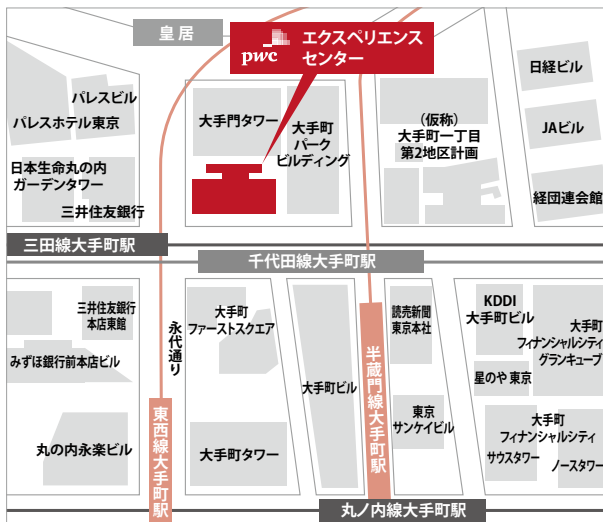 皇居
pwc
エクスペリエンス
センター
日経ビル
パレスビル
パレスホテル東京
大手門タワー
大手町
パーク
ビルディング
(仮称)
大手町一丁目
第2地区計画
JAビル
日本生命丸の内
ガーデンタワー
三井住友銀行
経団連会館
三田線大手町駅
千代田線大手町駅
三井住友銀行
本店東館
みずほ銀行前本店ビル
永代通り
大手町
ファーストスクエア
大手町ビル
読売新聞
東京本社
KDDI
大手町ビル
大手町
フィナンシャルシティ
グランキューブ
星のや 東京
半蔵門線大手町駅
東西線大手町駅
丸の内永楽ビル
大手町タワー
東京
サンケイビル
大手町
フィナンシャルシティ
サウスタワー
ノースタワー
丸ノ内線大手町駅